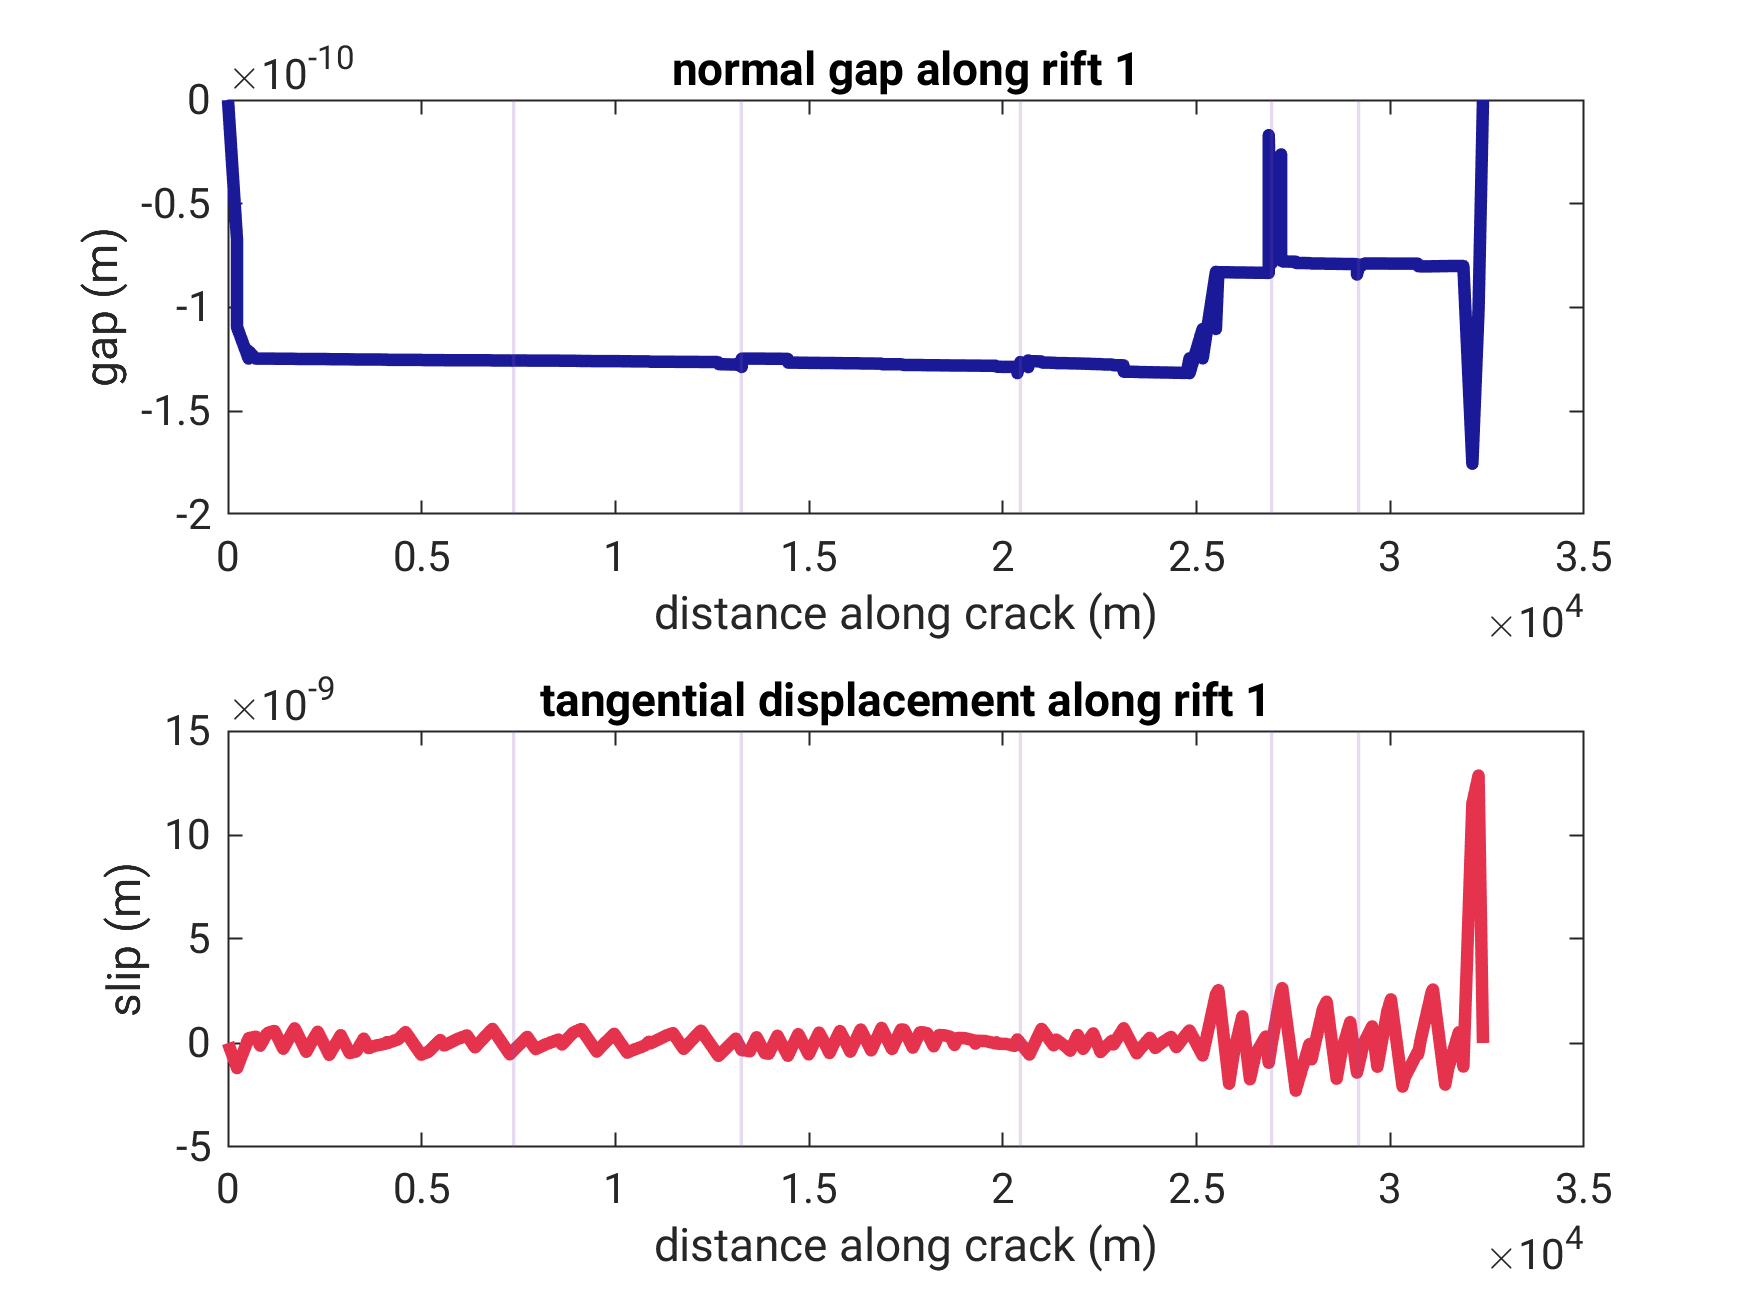 ×10^-10
normal gap along rift 1
0
-0.5
-1
-1.5
-2
gap (m)
0 0.5 1 1.5 2 2.5 3 3.5
distance along crack (m)
×10^4
×10^-9
tangential displacement along rift 1
15
10
5
0
-5
slip (m)
0 0.5 1 1.5 2 2.5 3 3.5
distance along crack (m)
×10^4